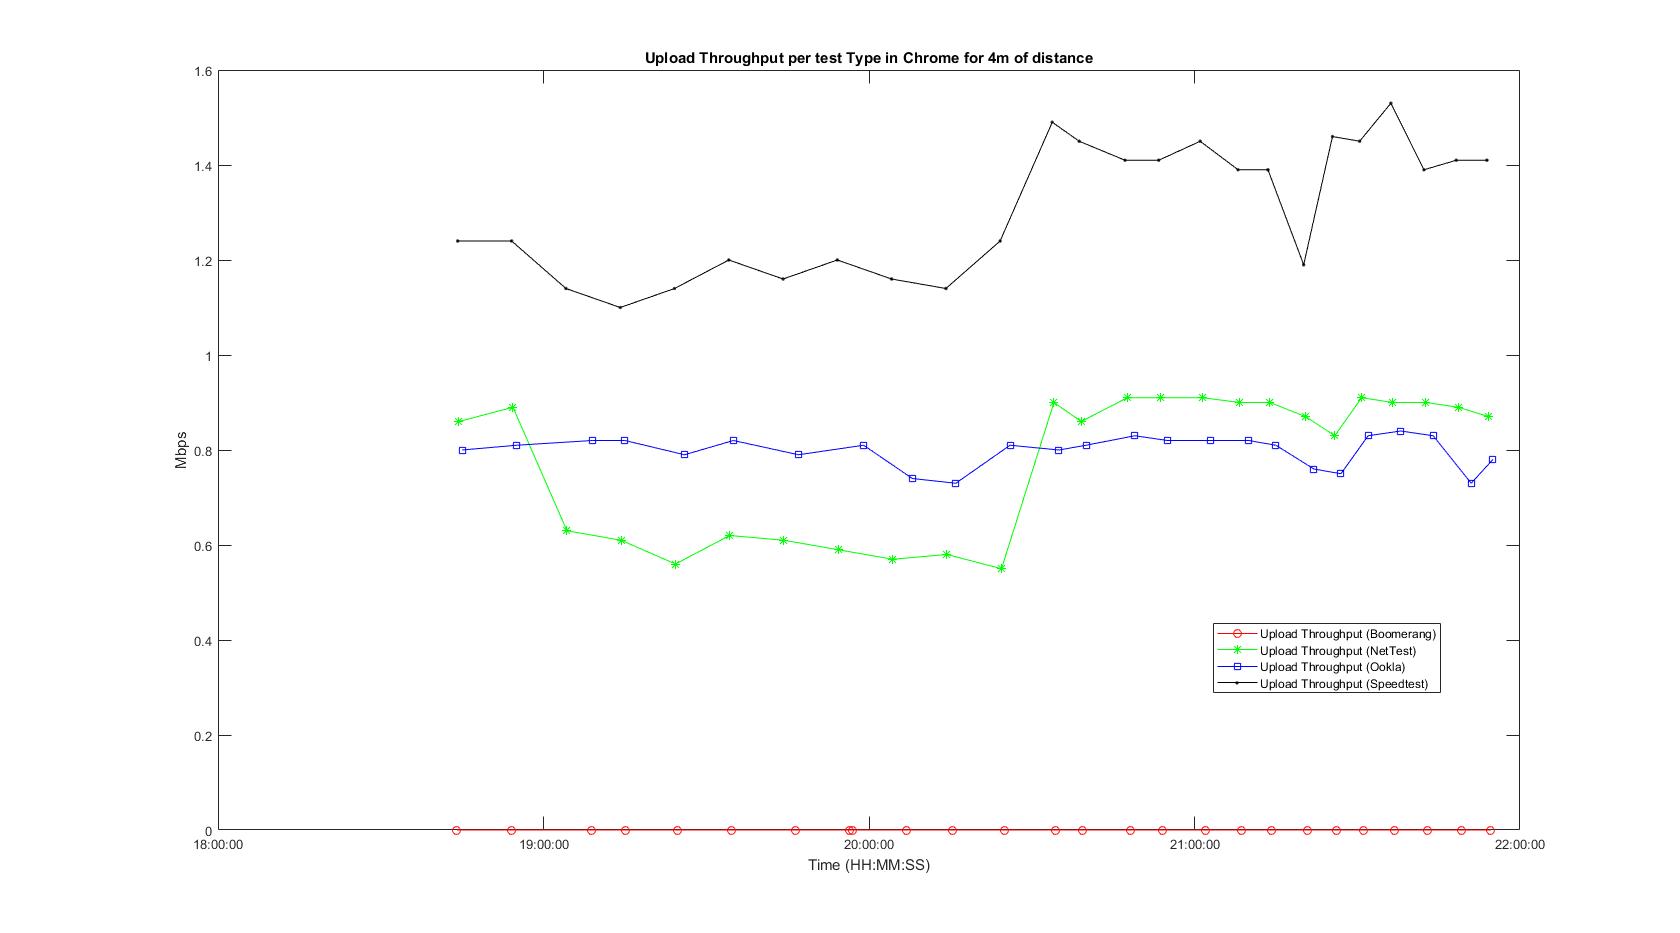 Upload Throughput per test Type in Chrome for 4m of distance
1.6
1.4
1.2
1
0.8
0.6
0.4
0.2
0
Mbps
Upload Throughput (Boomerang)
Upload Throughput (NetTest)
Upload Throughput (Ookla)
Upload Throughput (Speedtest)
18:00:00 19:00:00 20:00:00 21:00:00 22:00:00
Time (HH:MM:SS)